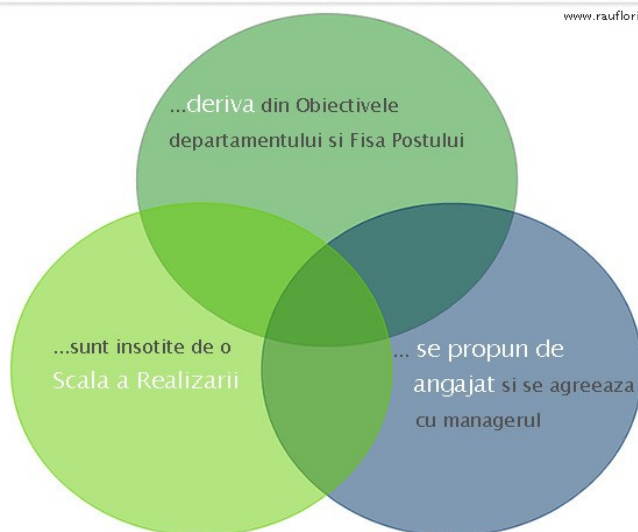 www.rauflori
...deriva din Obiectivele
departamentului si Fisa Postului
...sunt insotite de o
Scala a Realizarii
... se propun de
angajat si se agreeaza
cu managerul